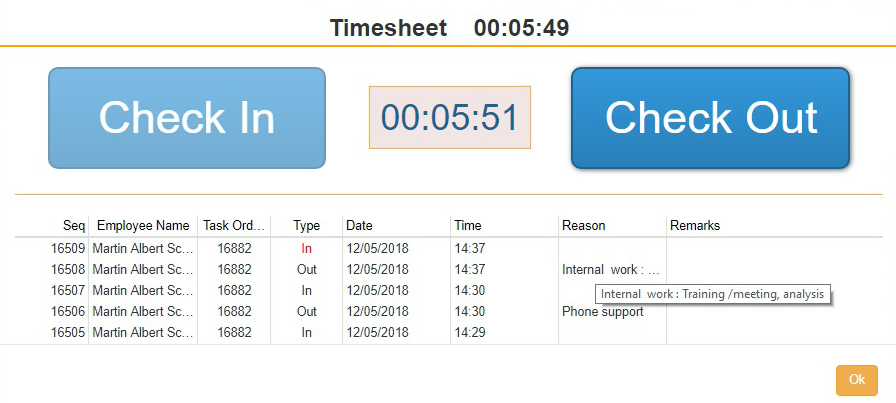 Timesheet 00:05:49
Check In 00:05:51 Check Out
Seq Employee Name Task Ord... Type Date Time Reason Remarks
16509 Martin Albert Sc... 16882 In 12/05/2018 14:37
16508 Martin Albert Sc... 16882 Out 12/05/2018 14:37 Internal work : ...
16507 Martin Albert Sc... 16882 In 12/05/2018 14:30
Internal work : Training /meeting, analysis
16506 Martin Albert Sc... 16882 Out 12/05/2018 14:30 Phone support
16505 Martin Albert Sc... 16882 In 12/05/2018 14:29
Ok